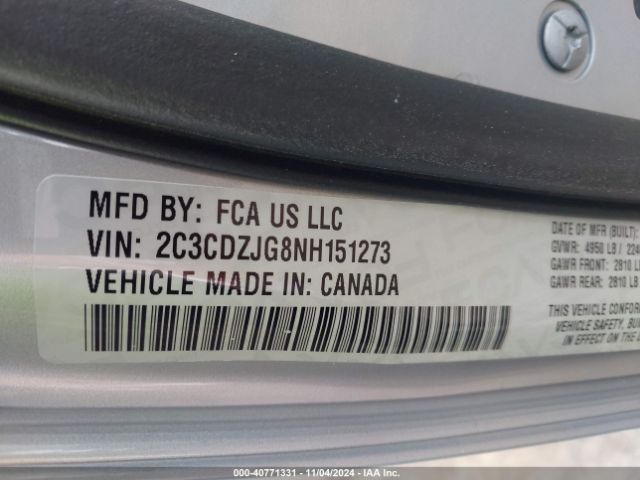 MFD BY: FCA US LLC
VIN: 2C3CDZJG8NH151273
VEHICLE MADE IN: CANADA
DATE OF MFR (BUILT):
GVWR: 4950 LB / 224
GAWR FRONT: 2810 L
GAWR REAR: 2810 LB
THIS VEHICLE CONFOR
VEHICLE SAFETY, BU
IN EFFECT ON THE
000-40771331 - 11/04/2024 - IAA Inc.